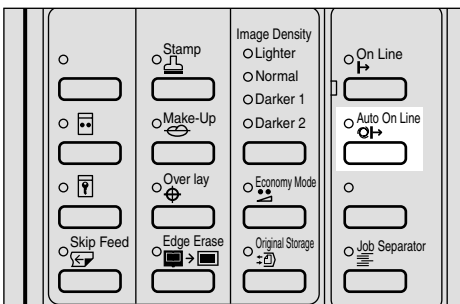 Stamp
Make-Up
Over lay
Skip Feed
Edge Erase
Image Density
Lighter
Normal
Darker 1
Darker 2
Economy Mode
Original Storage
On Line
Auto On Line
Job Separator